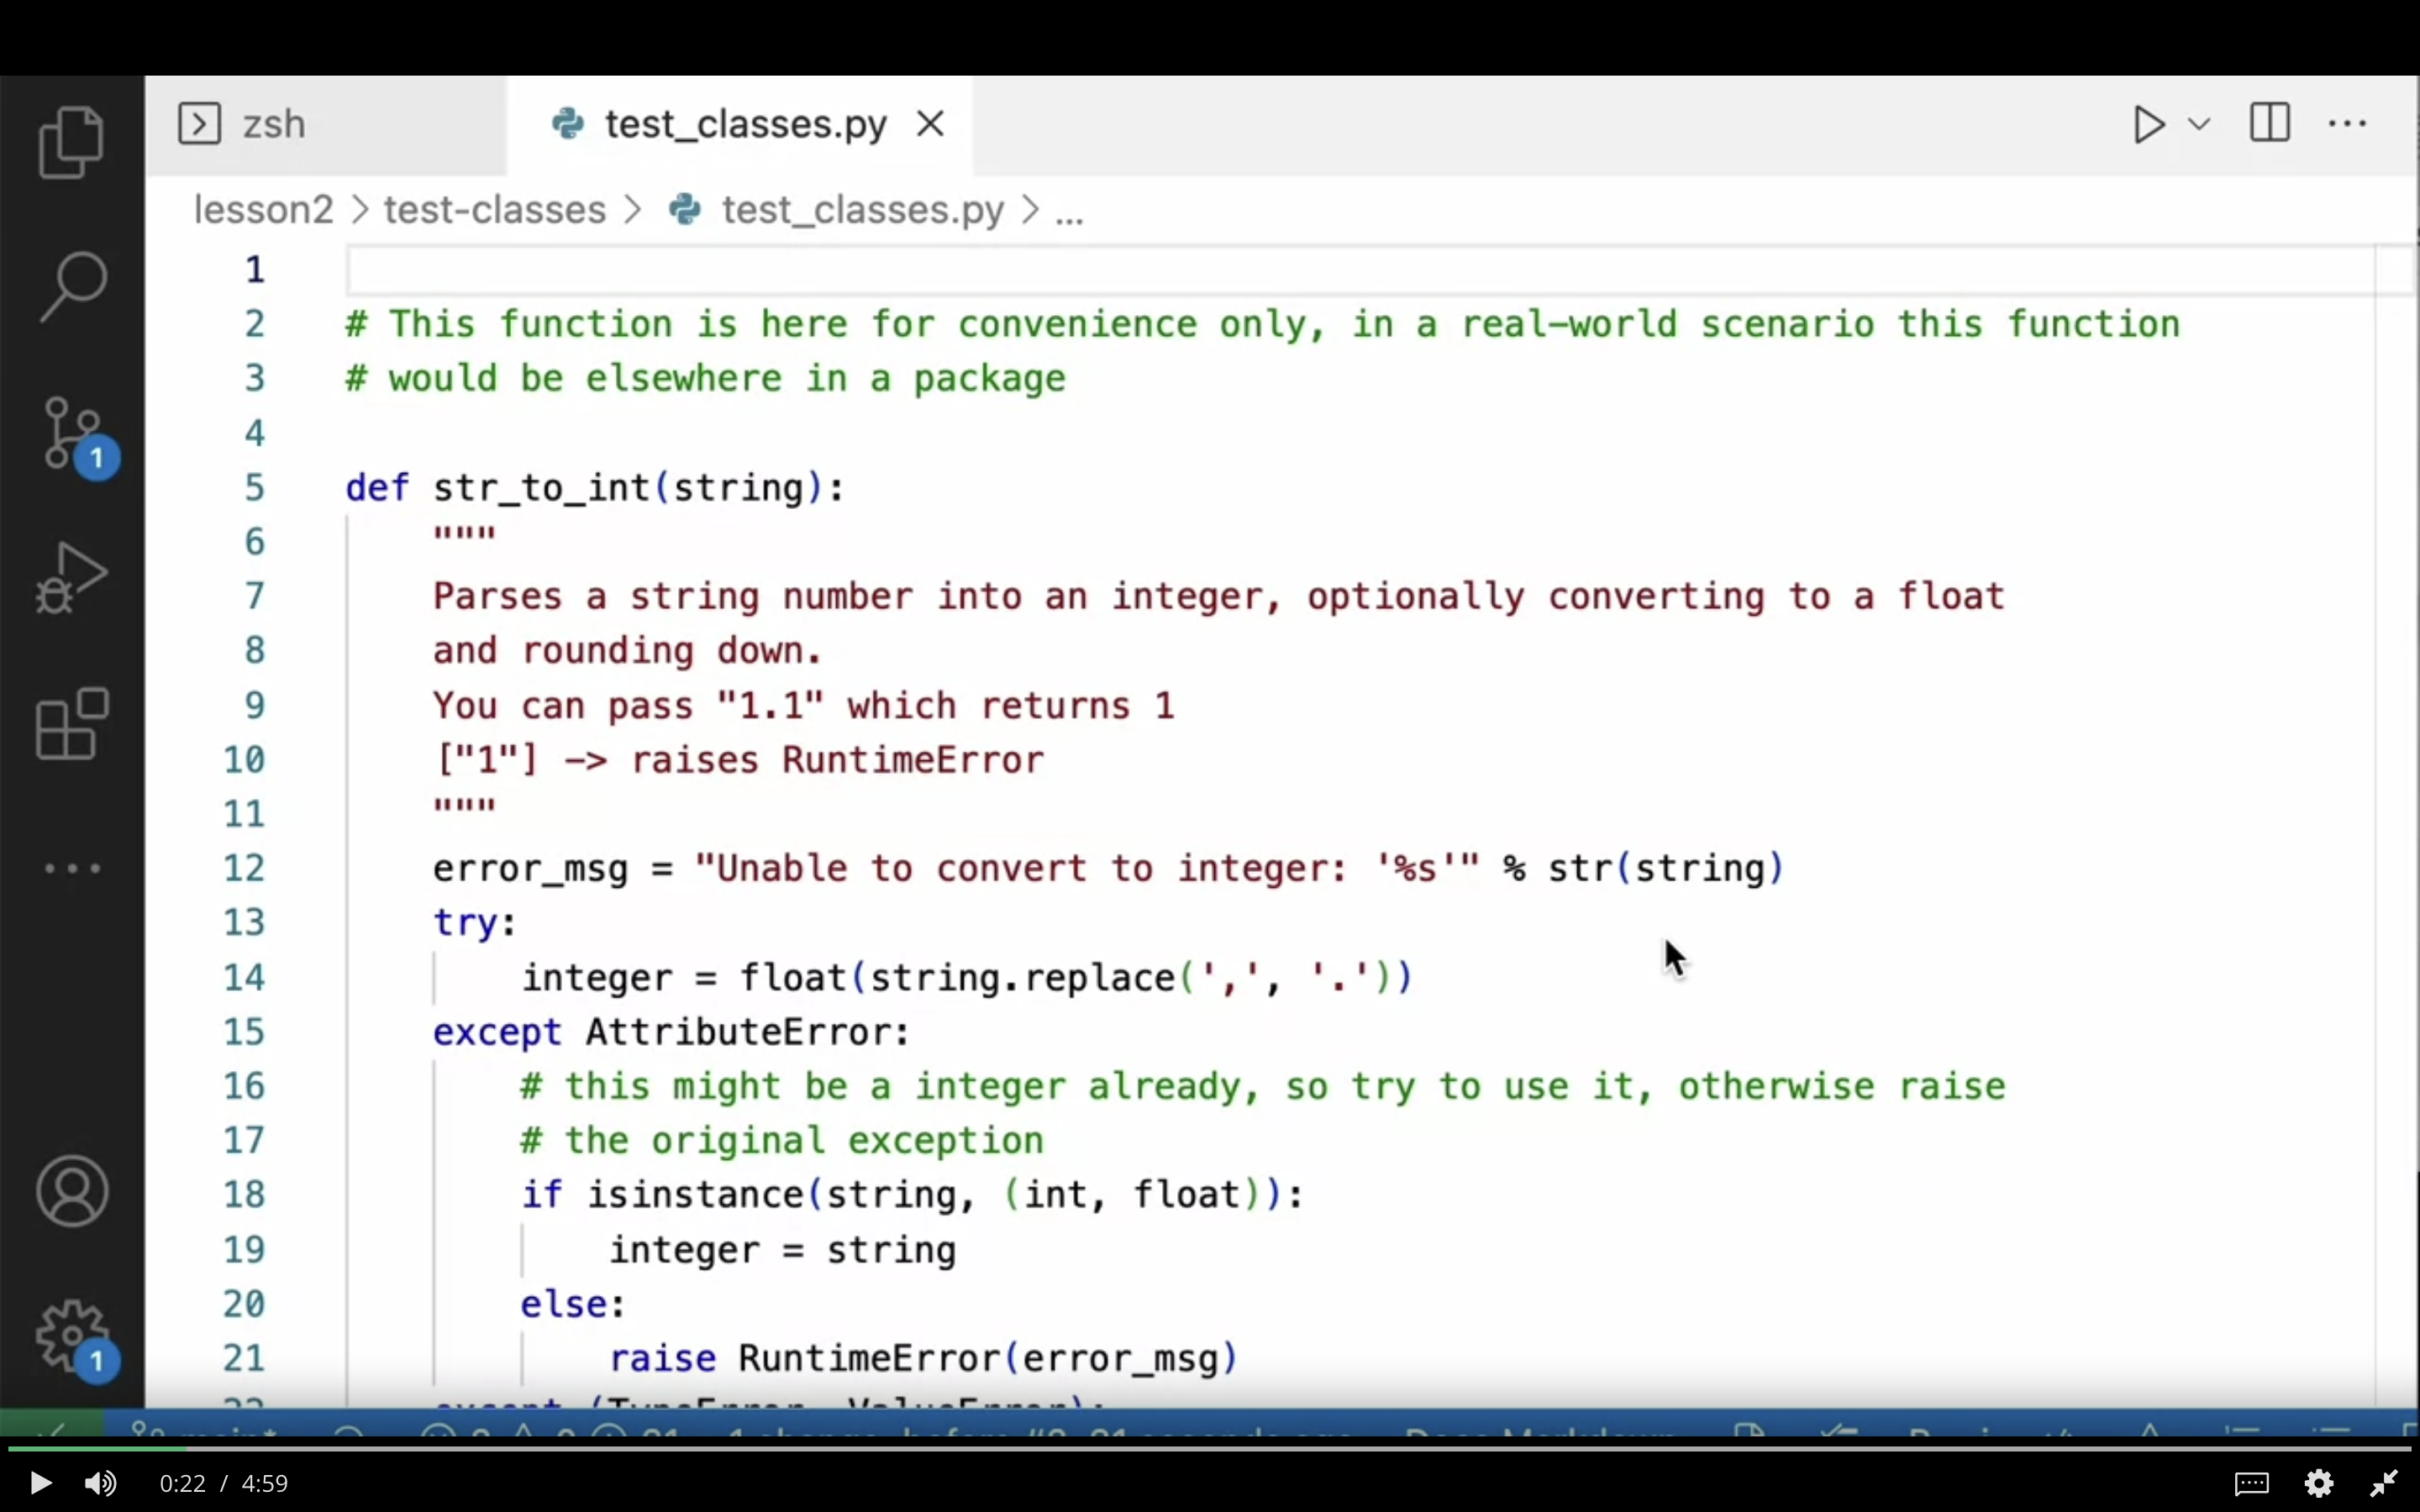 zsh
test_classes.py
lesson2 > test-classes > test_classes.py > ...
1
2 # This function is here for convenience only, in a real-world scenario this function
3 # would be elsewhere in a package
4
5 def str_to_int(string):
6 """
7 Parses a string number into an integer, optionally converting to a float
8 and rounding down.
9 You can pass "1.1" which returns 1
10 ["1"] -> raises RuntimeError
11 """
12 error_msg = "Unable to convert to integer: '%s'" % str(string)
13 try:
14 integer = float(string.replace(',', '.'))
15 except AttributeError:
16 # this might be a integer already, so try to use it, otherwise raise
17 # the original exception
18 if isinstance(string, (int, float)):
19 integer = string
20 else:
21 raise RuntimeError(error_msg)
22 except (TypeError, ValueError):
1
1
0:22 / 4:59